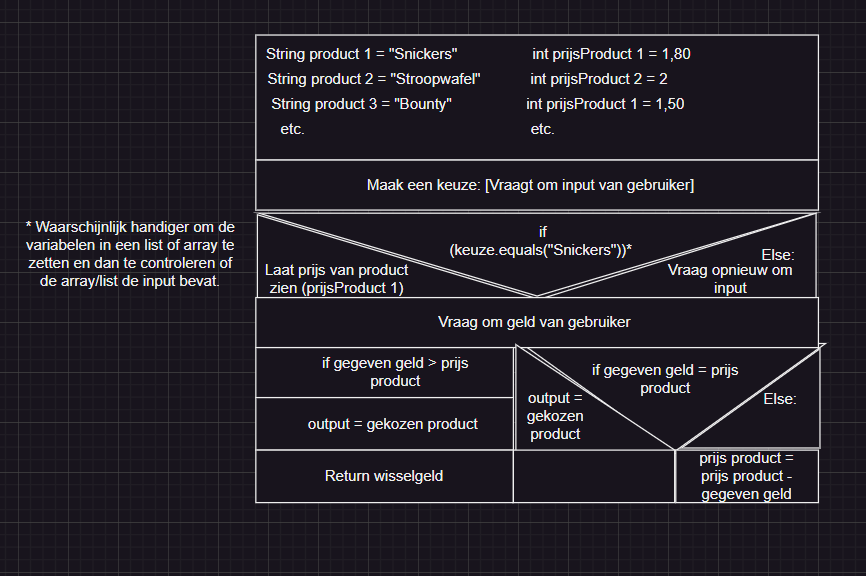 String product 1 = "Snickers"
int prijsProduct 1 = 1,80
String product 2 = "Stroopwafel"
int prijsProduct 2 = 2
String product 3 = "Bounty"
int prijsProduct 1 = 1,50
etc.
etc.
Maak een keuze: [Vraagt om input van gebruiker]
* Waarschijnlijk handiger om de
variabelen in een list of array te
zetten en dan te controleren of
de array/list de input bevat.
if
(keuze.equals("Snickers"))*
Laat prijs van product
zien (prijsProduct 1)
Else:
Vraag opnieuw om
input
Vraag om geld van gebruiker
if gegeven geld > prijs
product
output = gekozen product
Return wisselgeld
if gegeven geld = prijs
product
output =
gekozen
product
Else:
prijs product =
prijs product -
gegeven geld